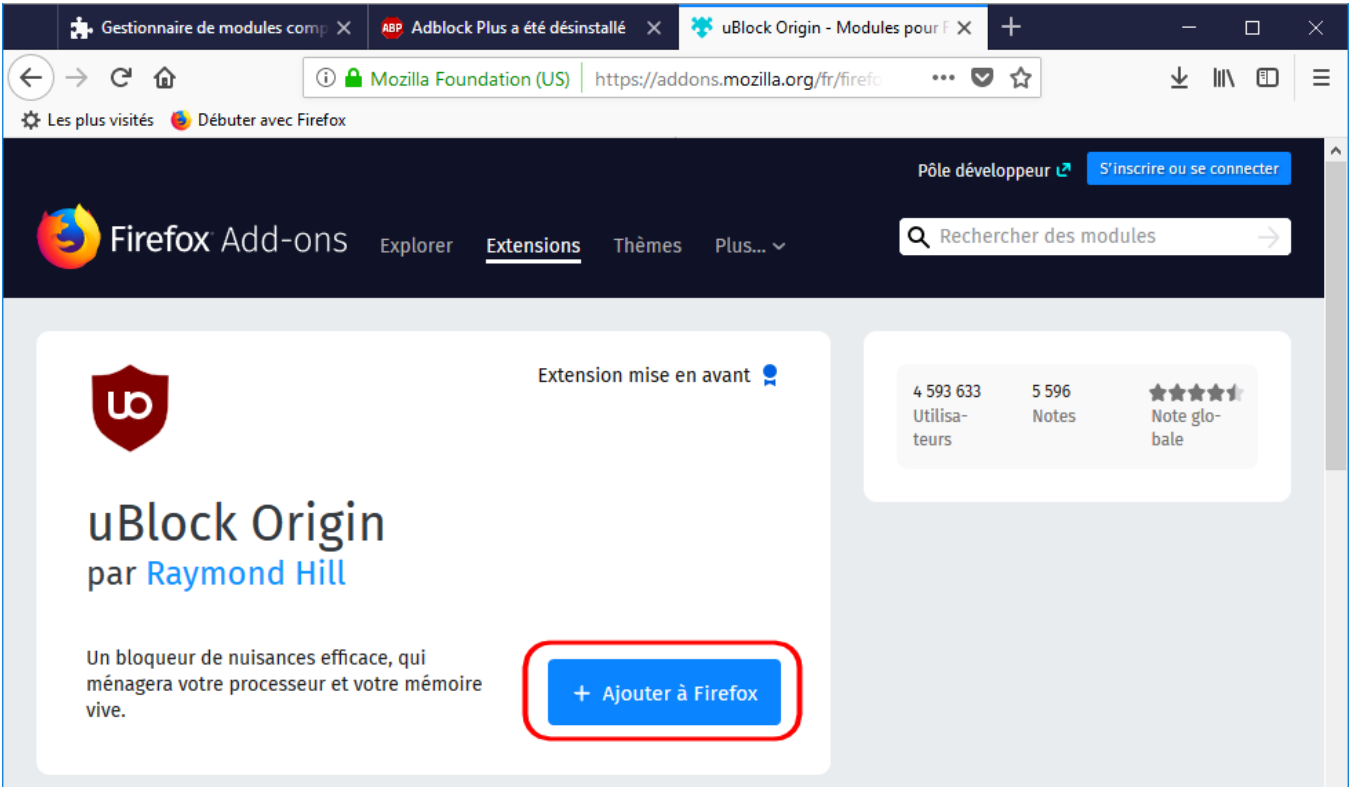 Gestionnaire de modules comp
ABP Adblock Plus a été désinstallé
uBlock Origin - Modules pour F
Mozilla Foundation (US) https://addons.mozilla.org/fr/firefo
Les plus visités Débuter avec Firefox
Pôle développeur S'inscrire ou se connecter
Firefox Add-ons Explorer Extensions Thèmes Plus... Rechercher des modules
Extension mise en avant
uo
uBlock Origin
par Raymond Hill
Un bloqueur de nuisances efficace, qui
ménagera votre processeur et votre mémoire
vive.
+ Ajouter à Firefox
4 593 633 5 596
Utilisa- Notes Note glo-
teurs bale